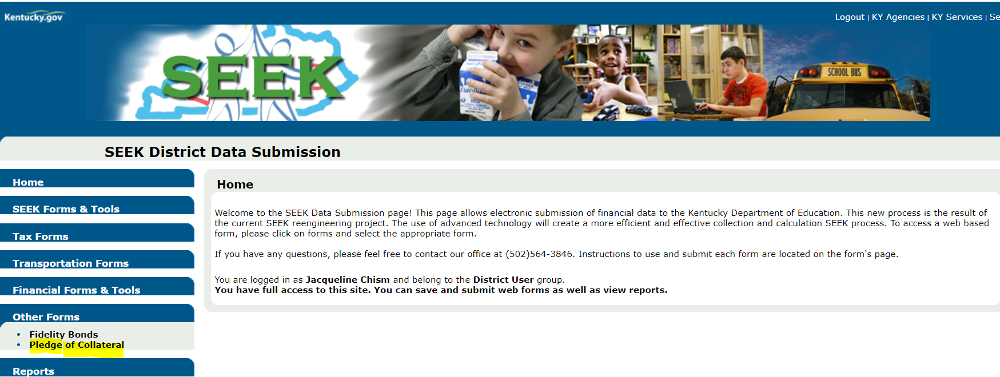 Kentucky.gov
Logout | KY Agencies | KY Services | Se
SEEK
SCHOOL BUS
MILK
SEEK District Data Submission
Home
SEEK Forms & Tools
Tax Forms
Transportation Forms
Financial Forms & Tools
Other Forms
• Fidelity Bonds
• Pledge of Collateral
Reports
Home
Welcome to the SEEK Data Submission page! This page allows electronic submission of financial data to the Kentucky Department of Education. This new process is the result of
the current SEEK reengineering project. The use of advanced technology will create a more efficient and effective collection and calculation SEEK process. To access a web based
form, please click on forms and select the appropriate form.
If you have any questions, please feel free to contact our office at (502)564-3846. Instructions to use and submit each form are located on the form's page.
You are logged in as Jacqueline Chism and belong to the District User group.
You have full access to this site. You can save and submit web forms as well as view reports.